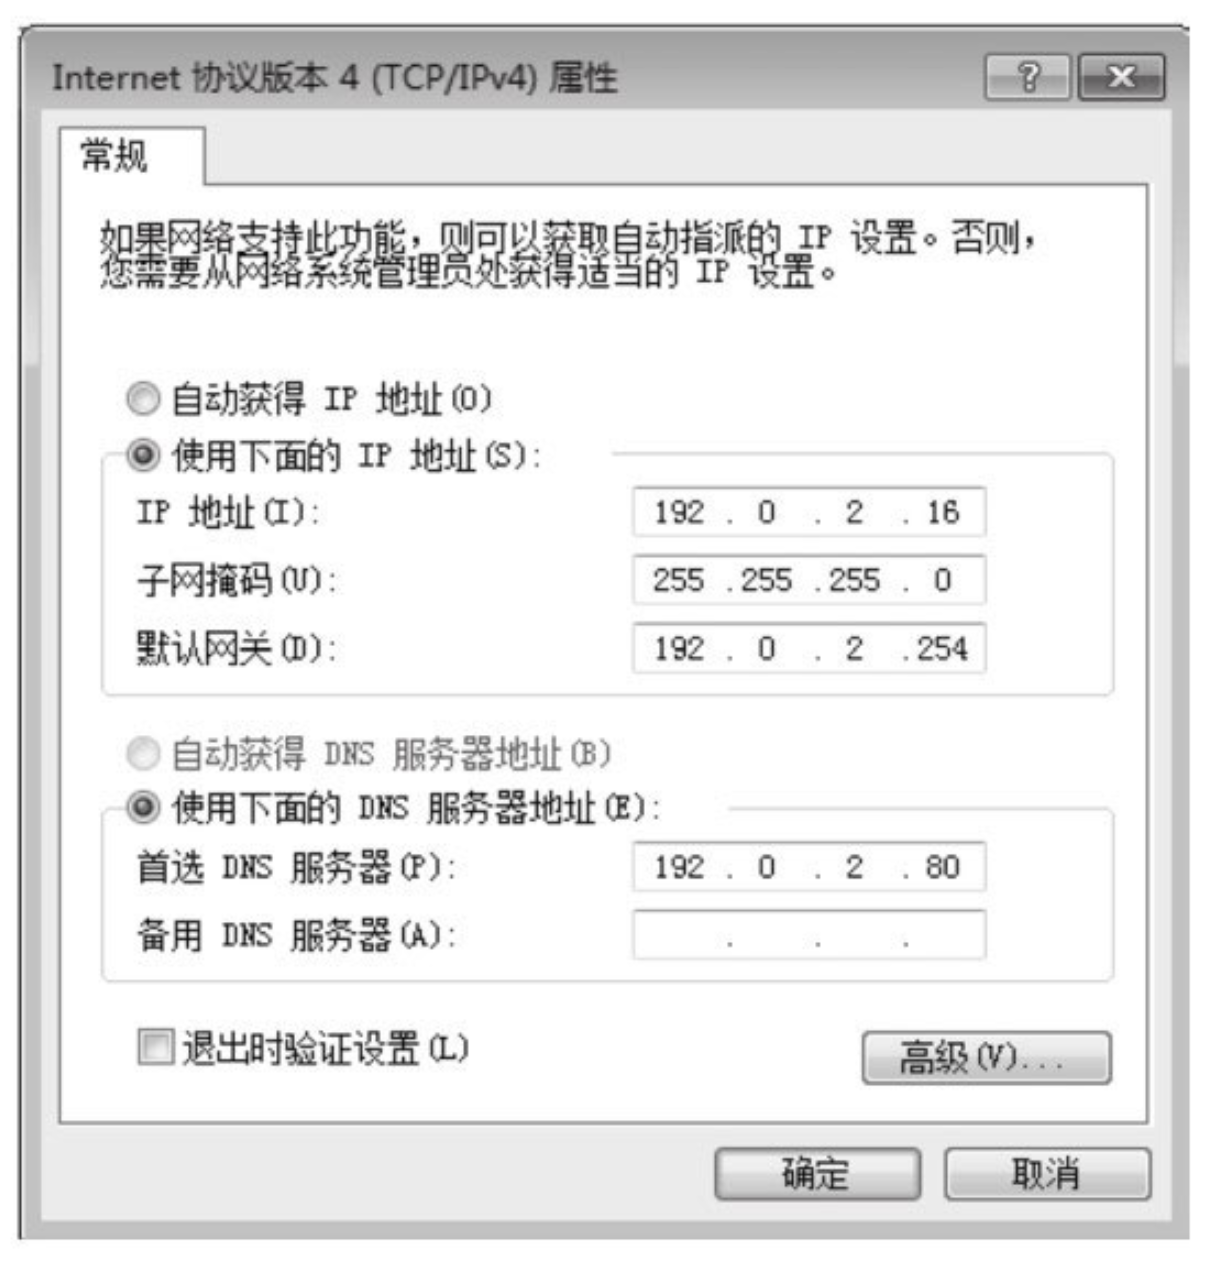 Internet 协议版本 4 (TCP/IPv4) 属性
常规
如果网络支持此功能,则可以获取自动指派的 IP 设置。否则,
您需要从网络系统管理员处获得适当的 IP 设置。
自动获得 IP 地址(O)
使用下面的 IP 地址(S):
IP 地址(I): 192 . 0 . 2 . 16
子网掩码(U): 255 .255 .255 . 0
默认网关(D): 192 . 0 . 2 .254
自动获得 DNS 服务器地址(B)
使用下面的 DNS 服务器地址(E):
首选 DNS 服务器(P): 192 . 0 . 2 . 80
备用 DNS 服务器(A): . . .
退出时验证设置(L)
高级(V)...
确定 取消